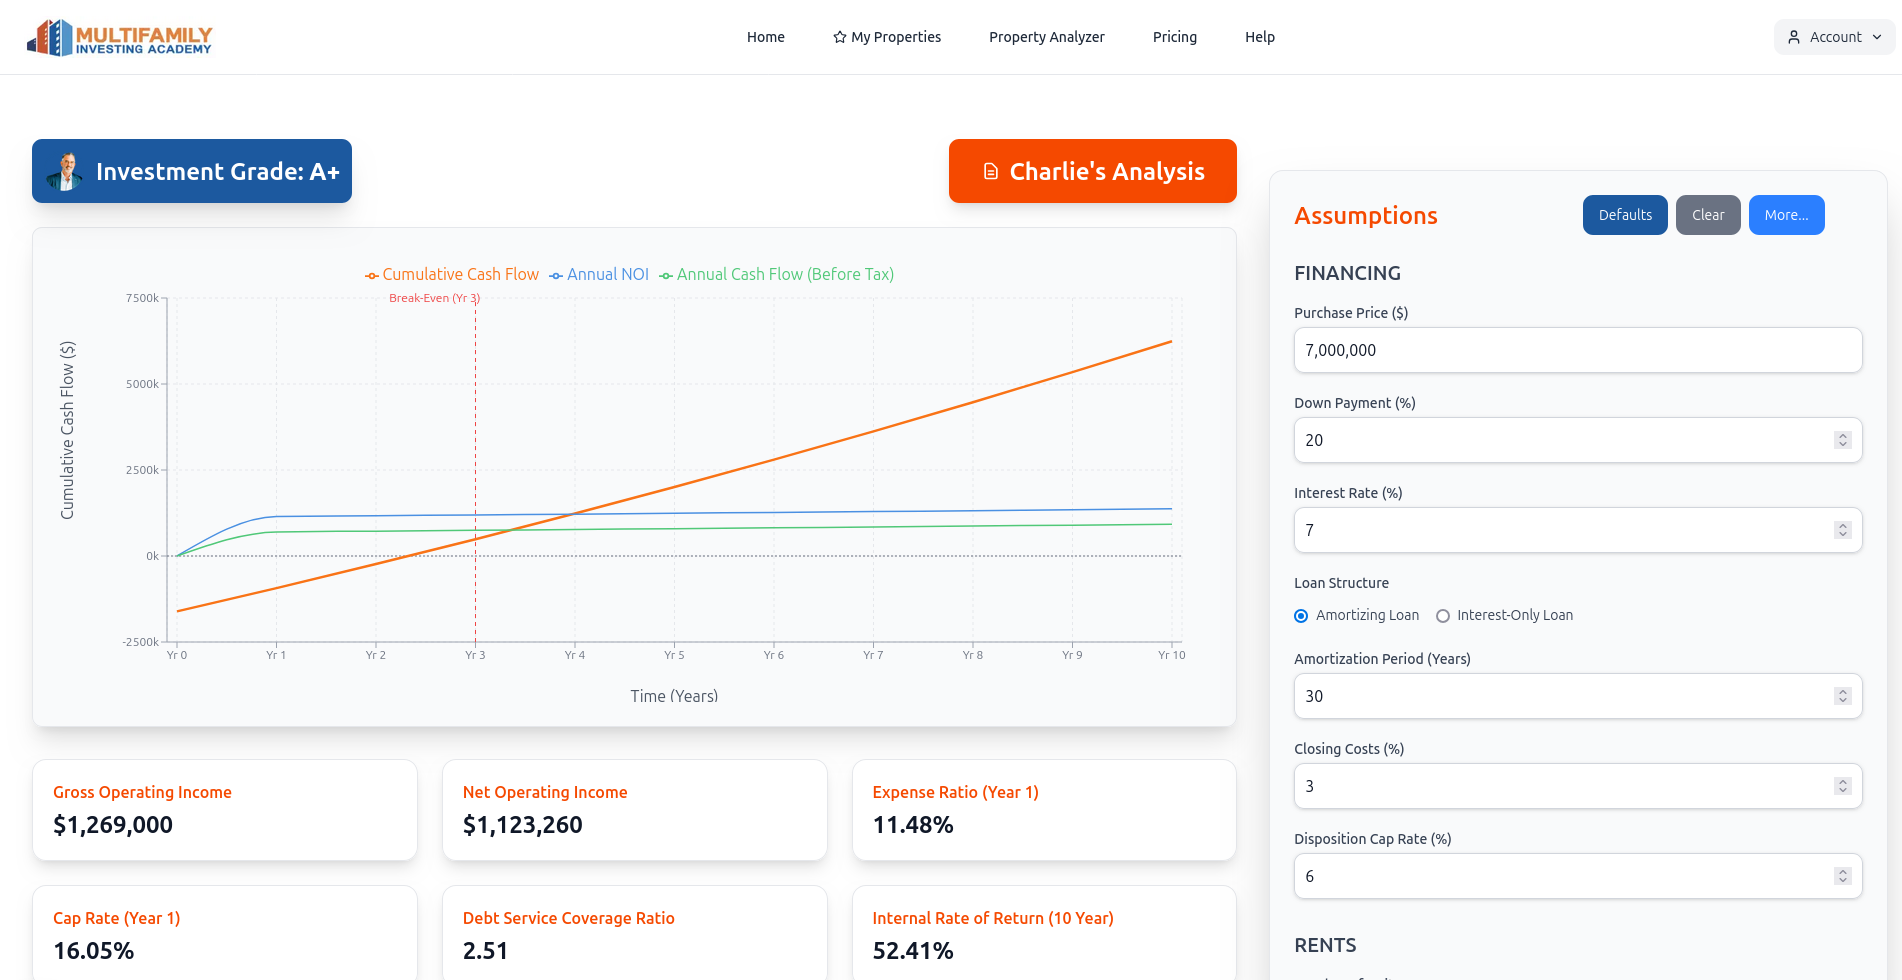 MULTIFAMILY
INVESTING ACADEMY
Home
My Properties
Property Analyzer
Pricing
Help
Account
Investment Grade: A+
Charlie's Analysis
Cumulative Cash Flow
Annual NOI
Annual Cash Flow (Before Tax)
Break-Even (Yr 3)
7500k
5000k
2500k
0k
-2500k
Cumulative Cash Flow ($)
Yr 0
Yr 1
Yr 2
Yr 3
Yr 4
Yr 5
Yr 6
Yr 7
Yr 8
Yr 9
Yr 10
Time (Years)
Gross Operating Income
$1,269,000
Net Operating Income
$1,123,260
Expense Ratio (Year 1)
11.48%
Cap Rate (Year 1)
16.05%
Debt Service Coverage Ratio
2.51
Internal Rate of Return (10 Year)
52.41%
Assumptions
Defaults
Clear
More...
FINANCING
Purchase Price ($)
7,000,000
Down Payment (%)
20
Interest Rate (%)
7
Loan Structure
Amortizing Loan
Interest-Only Loan
Amortization Period (Years)
30
Closing Costs (%)
3
Disposition Cap Rate (%)
6
RENTS